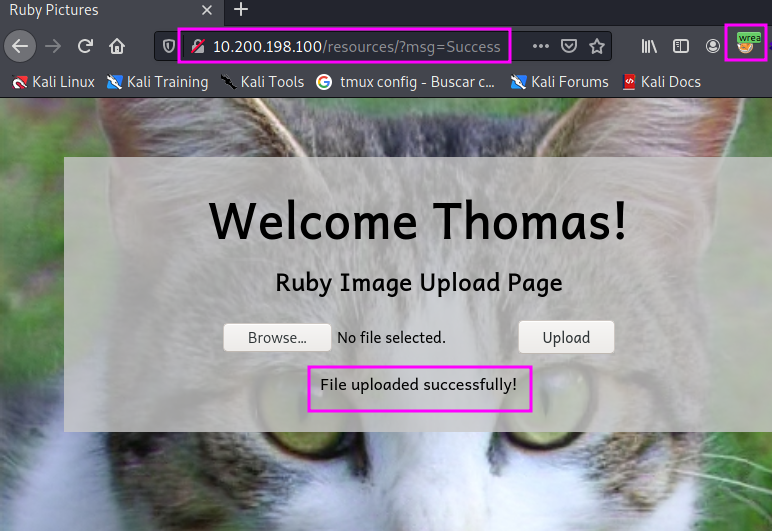 Ruby Pictures
10.200.198.100/resources/?msg=Success
wrea
Kali Linux Kali Training Kali Tools tmux config - Buscar c... Kali Forums Kali Docs
Welcome Thomas!
Ruby Image Upload Page
Browse... No file selected. Upload
File uploaded successfully!